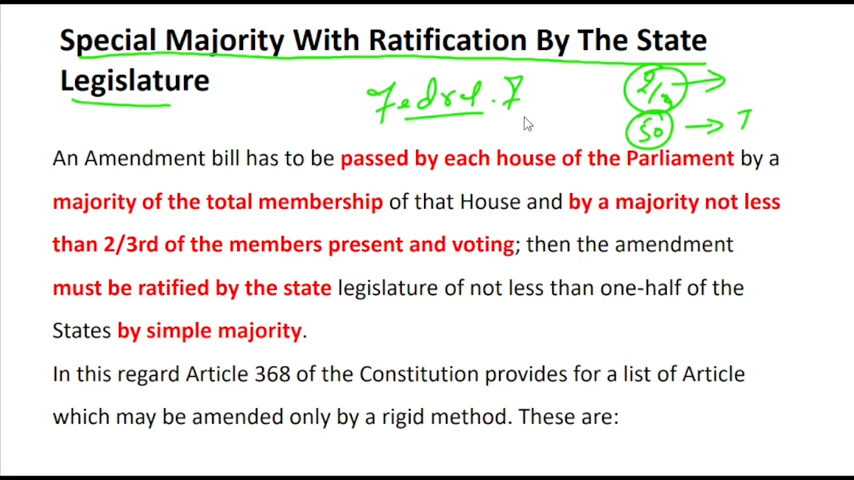 Special Majority With Ratification By The State
Legislature
Fedrl. F
2/3
50 → T
An Amendment bill has to be passed by each house of the Parliament by a
majority of the total membership of that House and by a majority not less
than 2/3rd of the members present and voting; then the amendment
must be ratified by the state legislature of not less than one-half of the
States by simple majority.
In this regard Article 368 of the Constitution provides for a list of Article
which may be amended only by a rigid method. These are: